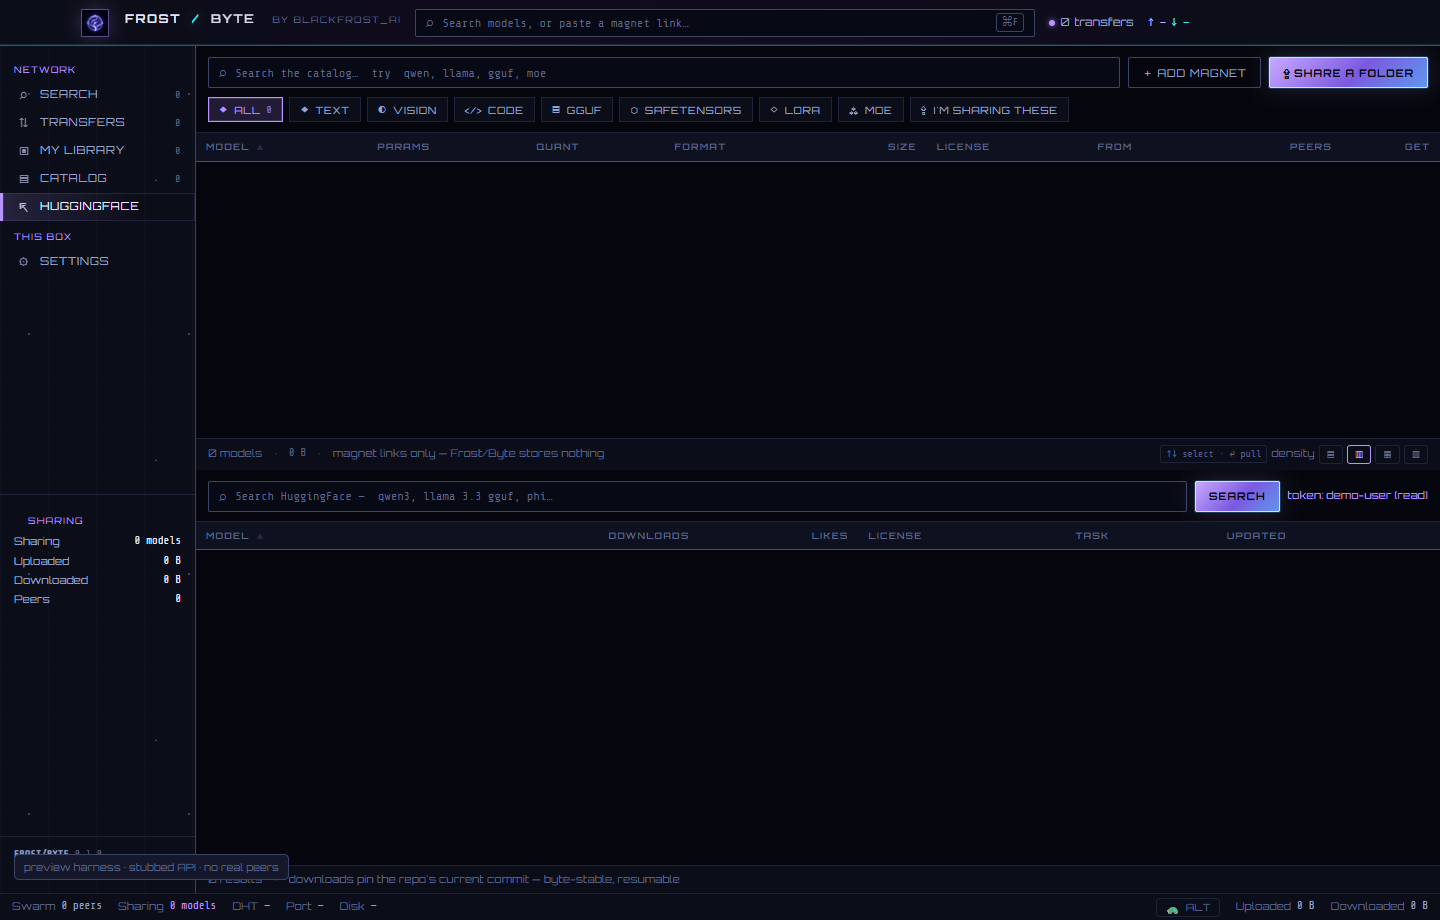 FROST / BYTE BY BLACKFROST_AI
Search models, or paste a magnet link… ⌘F
0 transfers ↑ – ↓ –
NETWORK
SEARCH 0
TRANSFERS 0
MY LIBRARY 0
CATALOG 0
HUGGINGFACE
THIS BOX
SETTINGS
SHARING
Sharing 0 models
Uploaded 0 B
Downloaded 0 B
Peers 0
preview harness · stubbed API · no real peers
Search the catalog… try qwen, llama, gguf, moe
+ ADD MAGNET
SHARE A FOLDER
ALL 0
TEXT
VISION
</> CODE
GGUF
SAFETENSORS
LORA
MOE
I'M SHARING THESE
MODEL ▲ PARAMS QUANT FORMAT SIZE LICENSE FROM PEERS GET
0 models · 0 B · magnet links only — Frost/Byte stores nothing
↑↓ select · ↵ pull density
Search HuggingFace — qwen3, llama 3.3 gguf, phi…
SEARCH
token: demo-user (read)
MODEL ▲ DOWNLOADS LIKES LICENSE TASK UPDATED
downloads pin the repo's current commit — byte-stable, resumable
Swarm 0 peers Sharing 0 models DHT – Port – Disk –
ALT Uploaded 0 B Downloaded 0 B